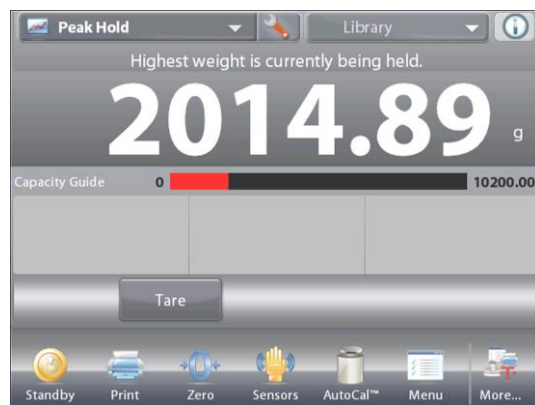 Peak Hold
Library
Highest weight is currently being held.
2014.89 g
Capacity Guide 0 10200.00
Tare
Standby Print Zero Sensors AutoCal™ Menu More...